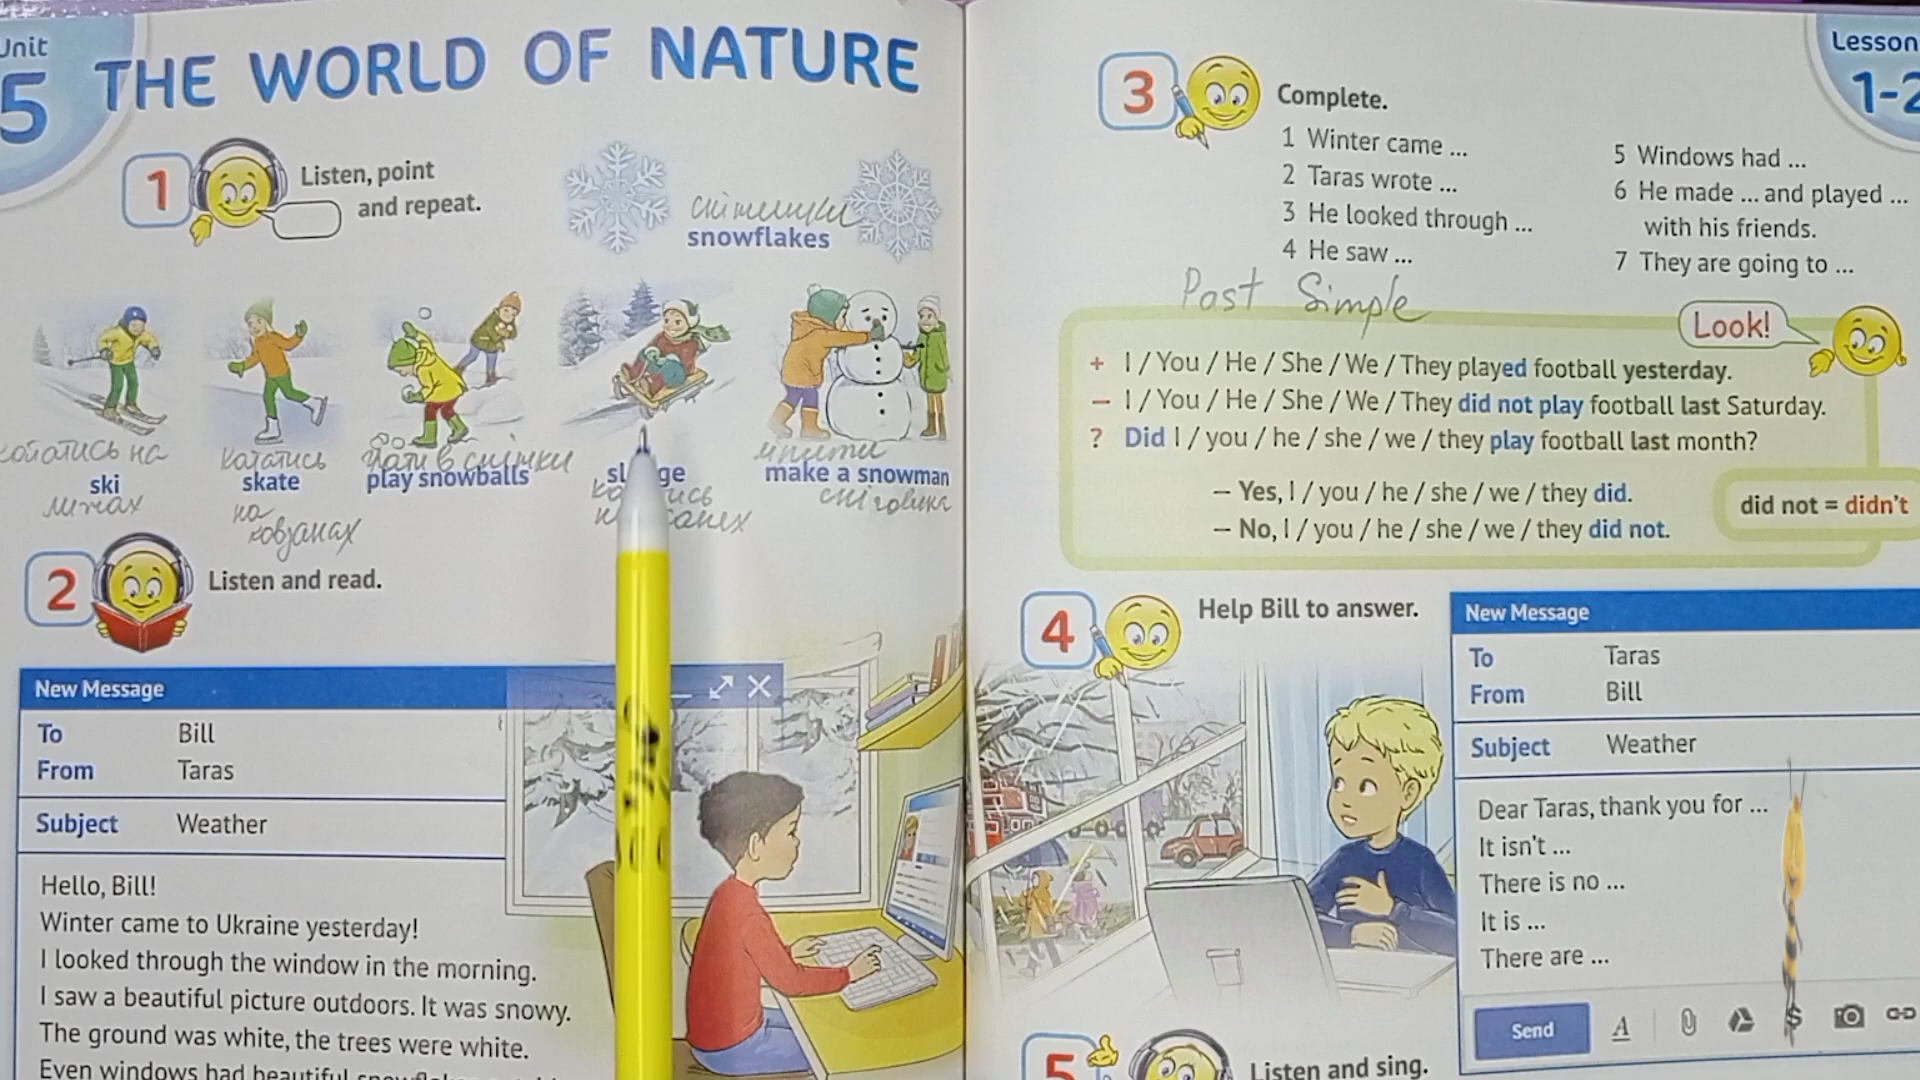 Unit
5
THE WORLD OF NATURE
1
Listen, point
and repeat.
сніжинки
snowflakes
кататись на
ski
лижах
кататись
skate
на
ковзанах
грати в сніжки
play snowballs
ліпити
make a snowman
сніговика
2
Listen and read.
New Message
To Bill
From Taras
Subject Weather
Hello, Bill!
Winter came to Ukraine yesterday!
I looked through the window in the morning.
I saw a beautiful picture outdoors. It was snowy.
The ground was white, the trees were white.
Even windows had beautiful
Lesson
1-2
3
Complete.
1 Winter came ...
2 Taras wrote ...
3 He looked through ...
4 He saw ...
5 Windows had ...
6 He made ... and played ...
with his friends.
7 They are going to ...
Past Simple
Look!
+ I / You / He / She / We / They played football yesterday.
– I / You / He / She / We / They did not play football last Saturday.
? Did I / you / he / she / we / they play football last month?
– Yes, I / you / he / she / we / they did.
– No, I / you / he / she / we / they did not.
did not = didn't
4
Help Bill to answer.
New Message
To Taras
From Bill
Subject Weather
Dear Taras, thank you for ...
It isn't ...
There is no ...
It is ...
There are ...
Send A $
5
Listen and sing.